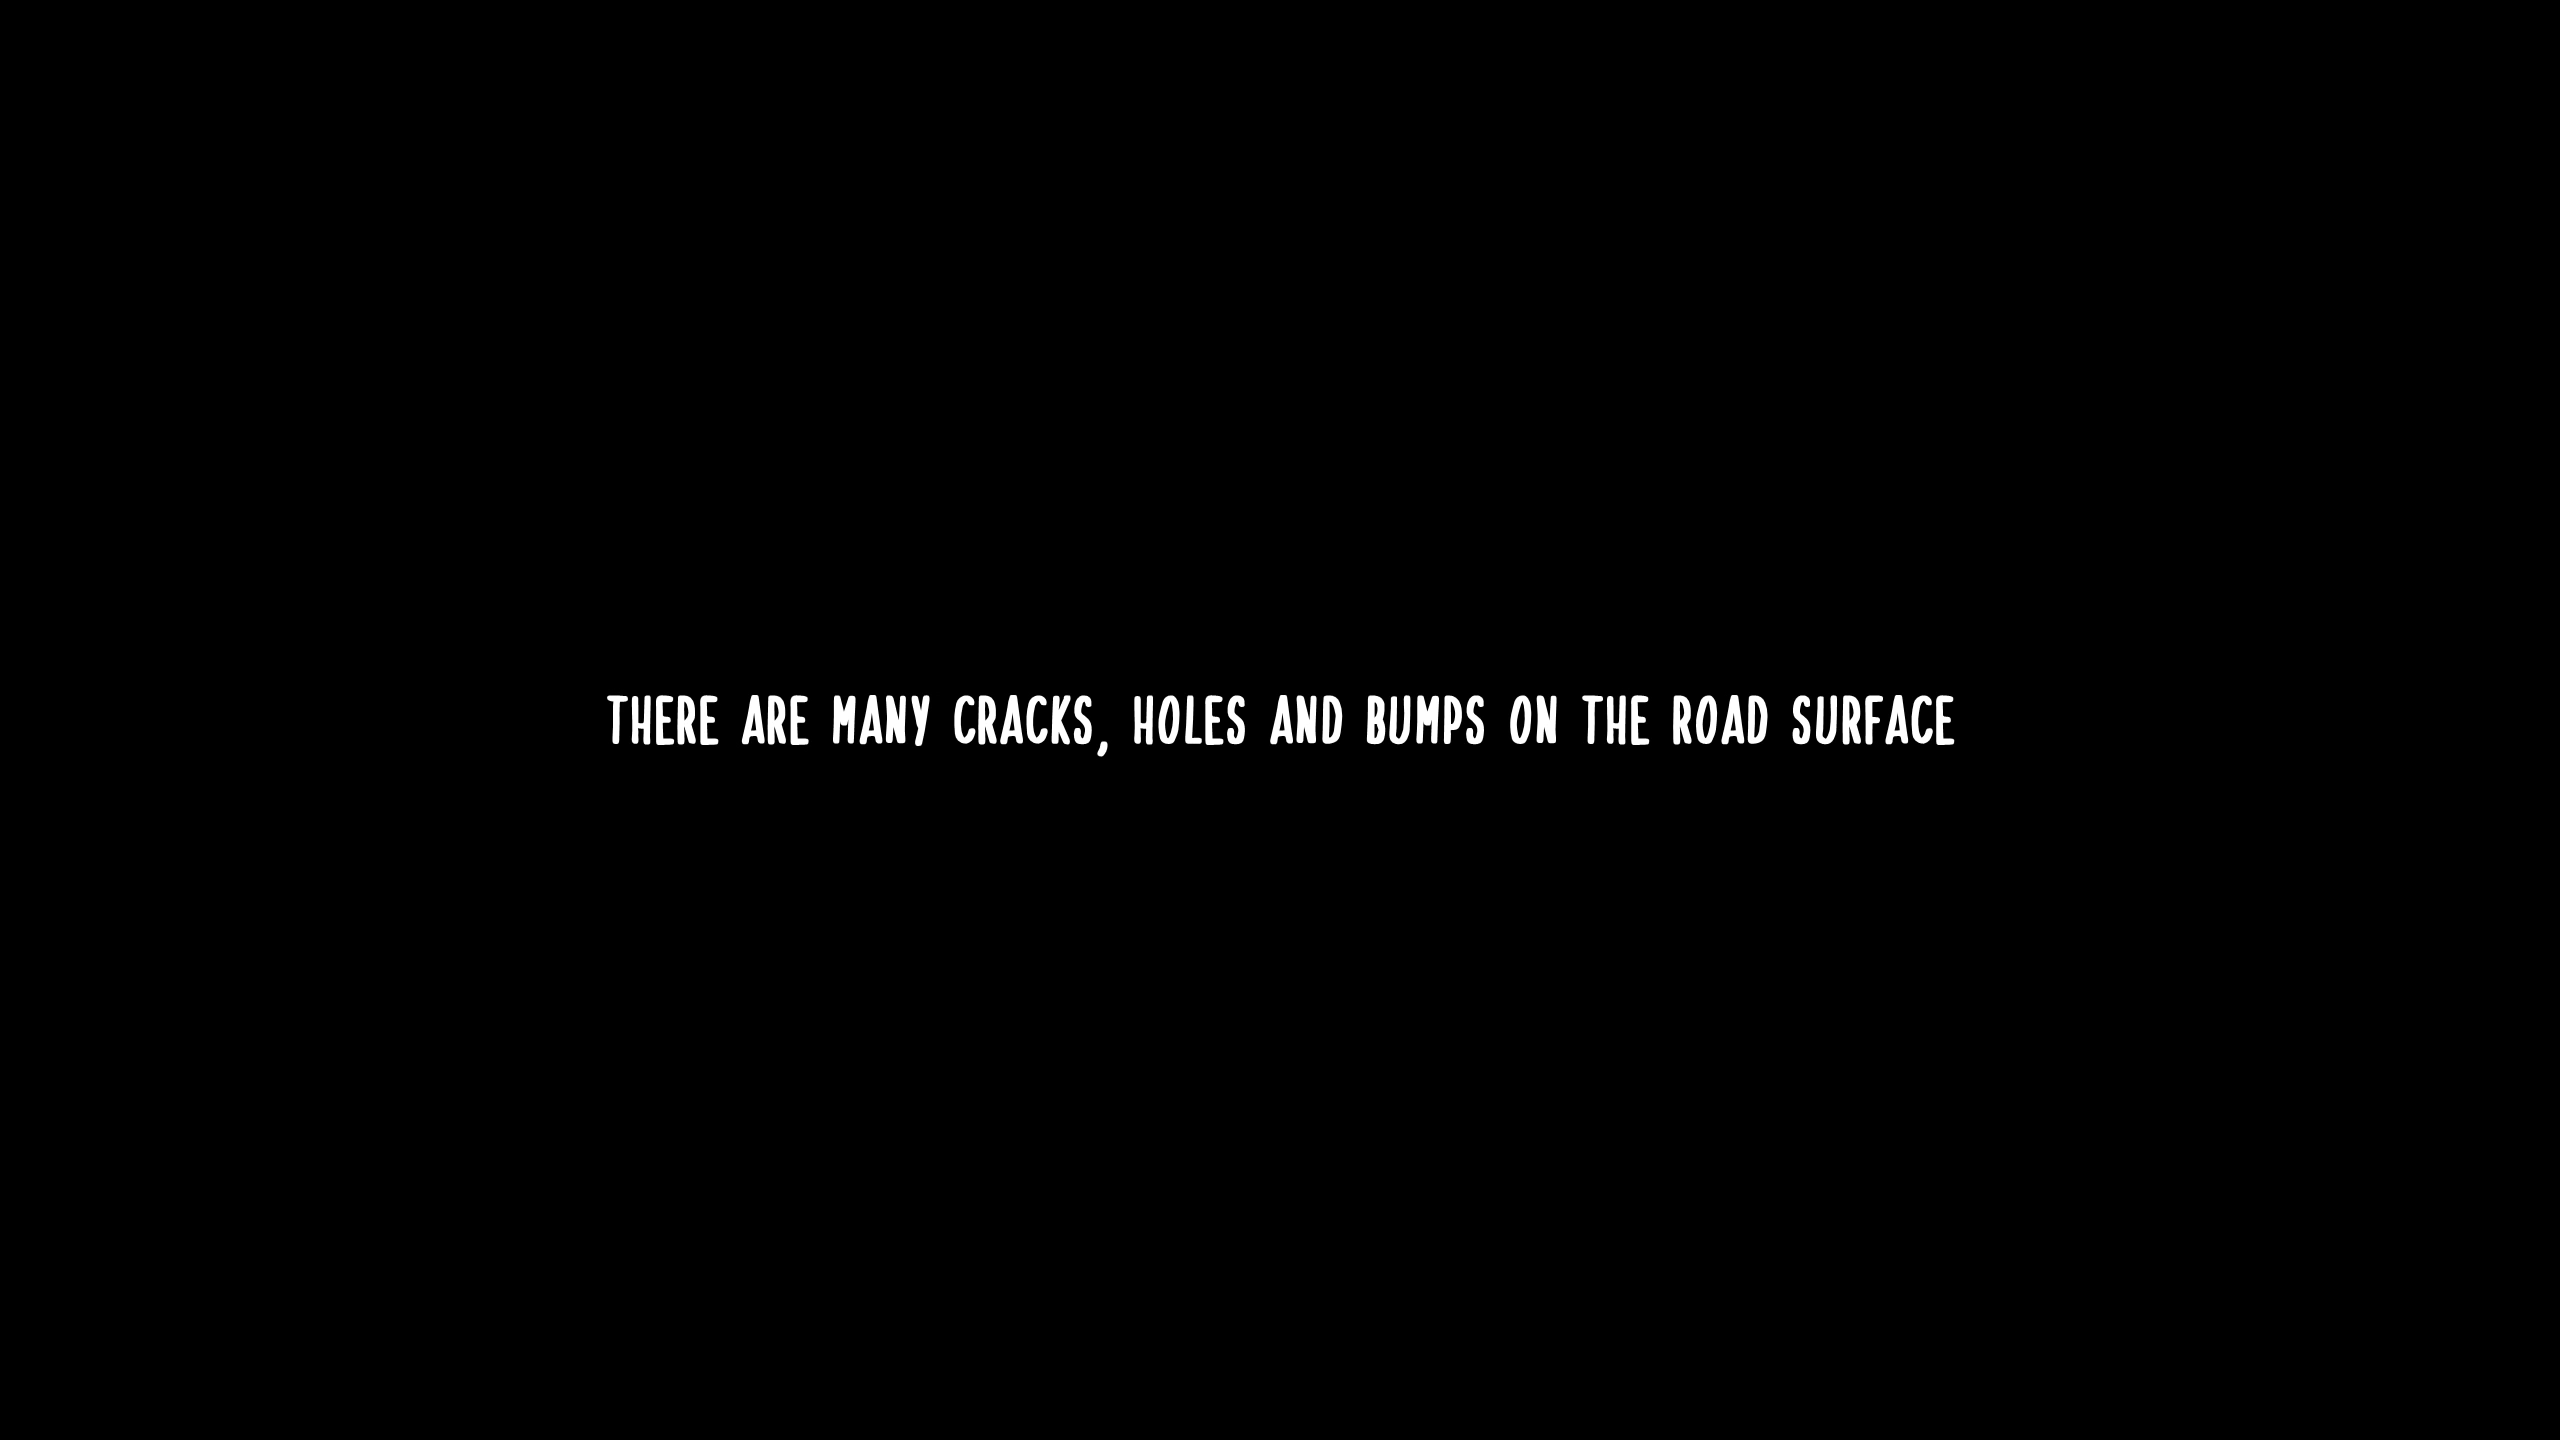 THERE ARE MANY CRACKS, HOLES AND BUMPS ON THE ROAD SURFACE